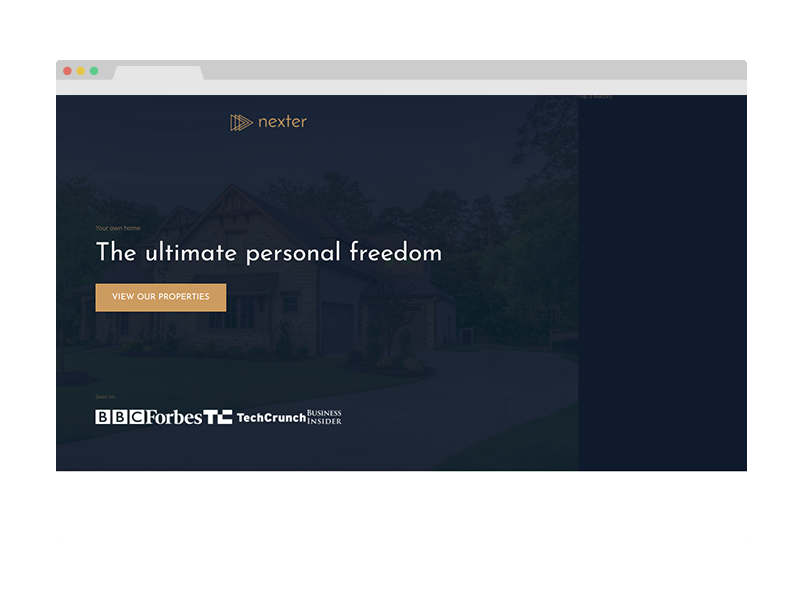 nexter
Your own home
The ultimate personal freedom
VIEW OUR PROPERTIES
Seen on
BBC Forbes TC TechCrunch BUSINESS INSIDER